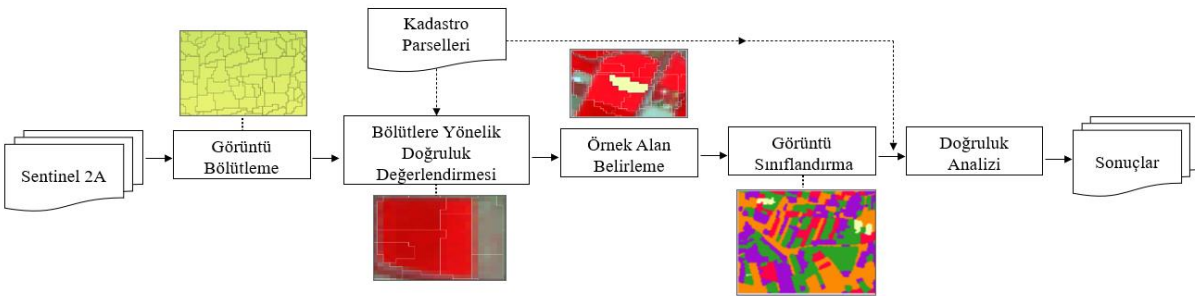 Kadastro
Parselleri
Sentinel 2A
Görüntü
Bölütleme
Bölütlere Yönelik
Doğruluk
Değerlendirmesi
Örnek Alan
Belirleme
Görüntü
Sınıflandırma
Doğruluk
Analizi
Sonuçlar